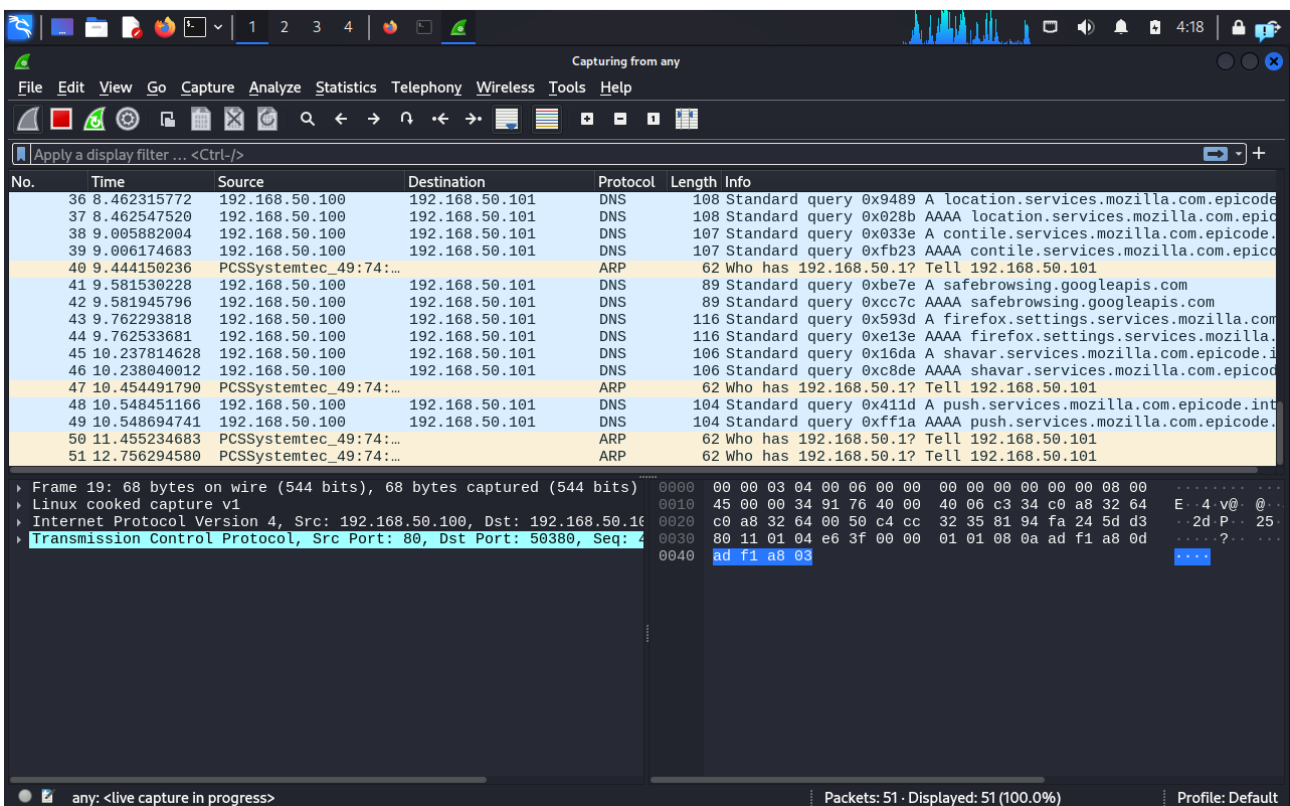 1 2 3 4 4:18
Capturing from any
File Edit View Go Capture Analyze Statistics Telephony Wireless Tools Help
Apply a display filter … <Ctrl-/>
No. Time Source Destination Protocol Length Info
36 8.462315772 192.168.50.100 192.168.50.101 DNS 108 Standard query 0x9489 A location.services.mozilla.com.epicode
37 8.462547520 192.168.50.100 192.168.50.101 DNS 108 Standard query 0x028b AAAA location.services.mozilla.com.epic
38 9.005882004 192.168.50.100 192.168.50.101 DNS 107 Standard query 0x033e A contile.services.mozilla.com.epicode.
39 9.006174683 192.168.50.100 192.168.50.101 DNS 107 Standard query 0xfb23 AAAA contile.services.mozilla.com.epico
40 9.444150236 PCSSystemtec_49:74:… ARP 62 Who has 192.168.50.1? Tell 192.168.50.101
41 9.581530228 192.168.50.100 192.168.50.101 DNS 89 Standard query 0xbe7e A safebrowsing.googleapis.com
42 9.581945796 192.168.50.100 192.168.50.101 DNS 89 Standard query 0xcc7c AAAA safebrowsing.googleapis.com
43 9.762293818 192.168.50.100 192.168.50.101 DNS 116 Standard query 0x593d A firefox.settings.services.mozilla.com
44 9.762533681 192.168.50.100 192.168.50.101 DNS 116 Standard query 0xe13e AAAA firefox.settings.services.mozilla.
45 10.237814628 192.168.50.100 192.168.50.101 DNS 106 Standard query 0x16da A shavar.services.mozilla.com.epicode.i
46 10.238040012 192.168.50.100 192.168.50.101 DNS 106 Standard query 0xc8de AAAA shavar.services.mozilla.com.epicod
47 10.454491790 PCSSystemtec_49:74:… ARP 62 Who has 192.168.50.1? Tell 192.168.50.101
48 10.548451166 192.168.50.100 192.168.50.101 DNS 104 Standard query 0x411d A push.services.mozilla.com.epicode.int
49 10.548694741 192.168.50.100 192.168.50.101 DNS 104 Standard query 0xff1a AAAA push.services.mozilla.com.epicode.
50 11.455234683 PCSSystemtec_49:74:… ARP 62 Who has 192.168.50.1? Tell 192.168.50.101
51 12.756294580 PCSSystemtec_49:74:… ARP 62 Who has 192.168.50.1? Tell 192.168.50.101
Frame 19: 68 bytes on wire (544 bits), 68 bytes captured (544 bits)
Linux cooked capture v1
Internet Protocol Version 4, Src: 192.168.50.100, Dst: 192.168.50.10
Transmission Control Protocol, Src Port: 80, Dst Port: 50380, Seq: 4
0000 00 00 03 04 00 06 00 00 00 00 00 00 00 00 08 00 ········ ···
0010 45 00 00 34 91 76 40 00 40 06 c3 34 c0 a8 32 64 E··4·v@· @··
0020 c0 a8 32 64 00 50 c4 cc 32 35 81 94 fa 24 5d d3 ··2d·P·· 25·
0030 80 11 01 04 e6 3f 00 00 01 01 08 0a ad f1 a8 0d ·····?·· ···
0040 ad f1 a8 03 ····
any: <live capture in progress> Packets: 51 · Displayed: 51 (100.0%) Profile: Default